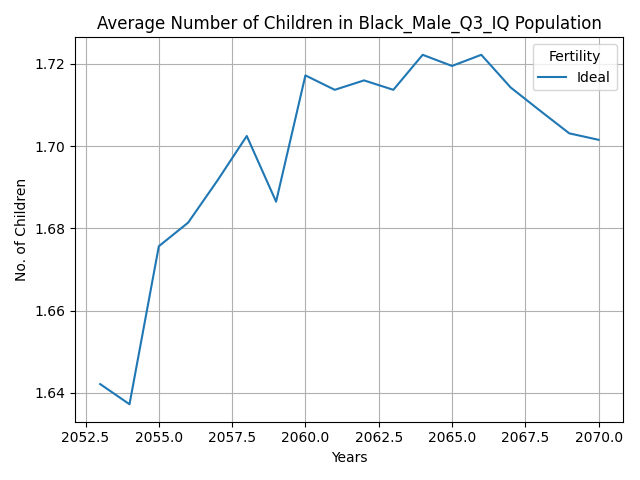 Average Number of Children in Black_Male_Q3_IQ Population
Fertility
Ideal
No. of Children
1.72
1.70
1.68
1.66
1.64
2052.5 2055.0 2057.5 2060.0 2062.5 2065.0 2067.5 2070.0
Years